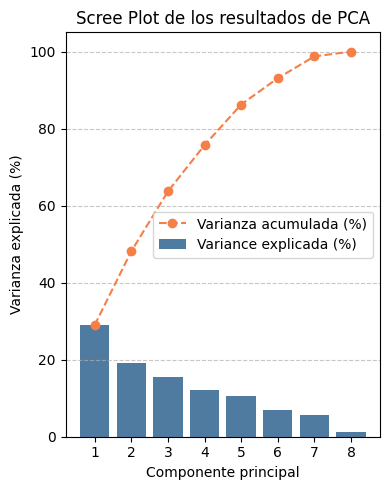 Scree Plot de los resultados de PCA
Varianza explicada (%)
100
80
60
40
20
0
Varianza acumulada (%)
Variance explicada (%)
1 2 3 4 5 6 7 8
Componente principal